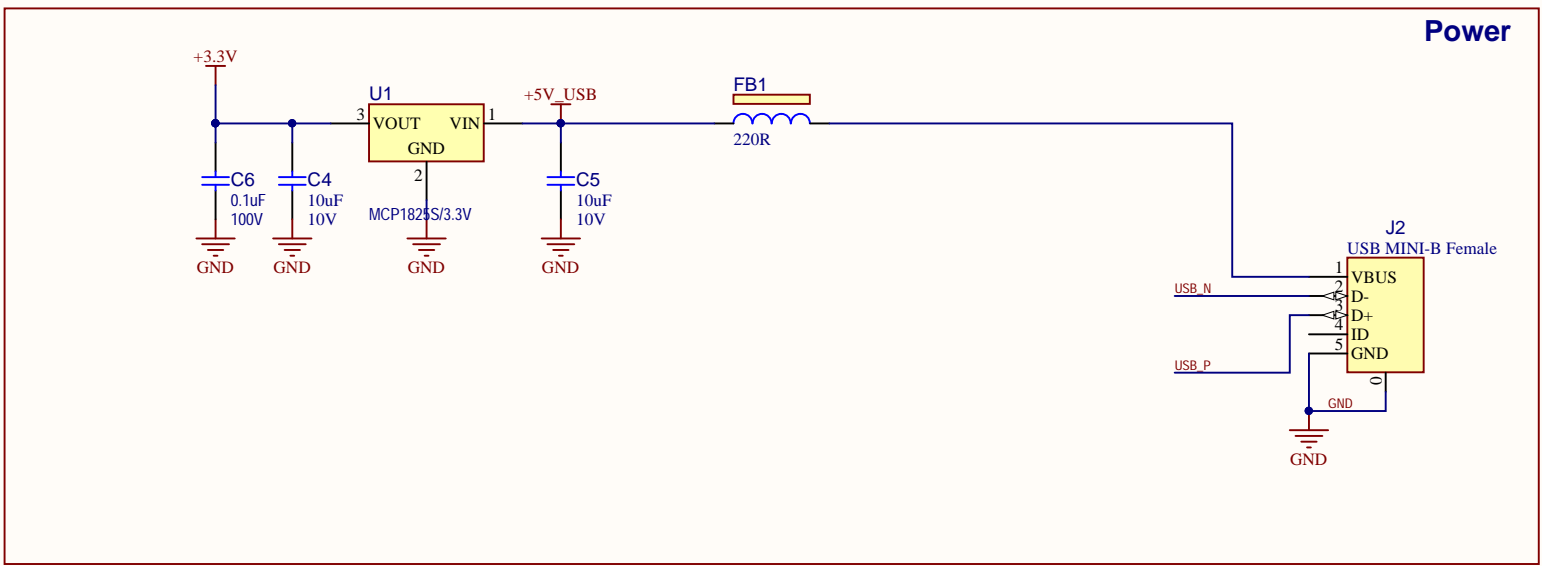 Power
+3.3V
U1
3
VOUT
VIN
1
GND
2
MCP1825S/3.3V
+5V_USB
FB1
220R
C6
0.1uF
100V
GND
C4
10uF
10V
GND
GND
C5
10uF
10V
GND
J2
USB MINI-B Female
1
VBUS
USB_N
2
D-
3
D+
4
ID
5
GND
USB_P
0
GND
GND